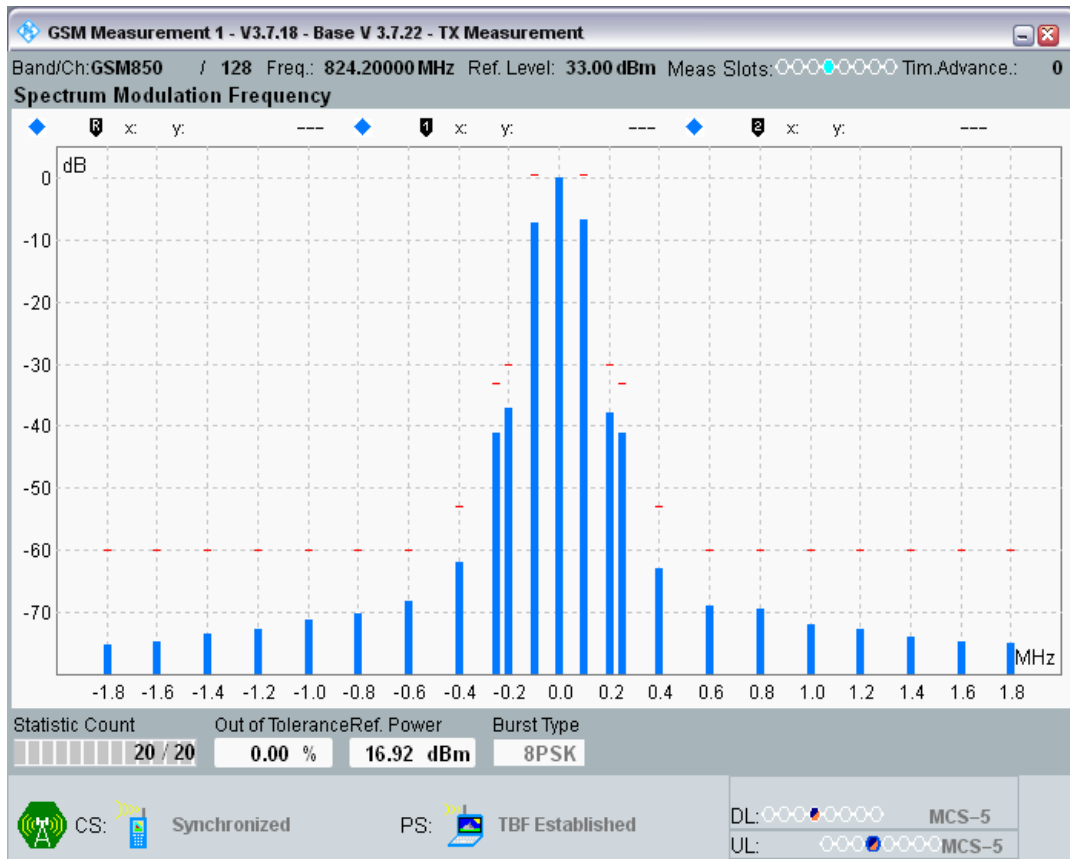 GSM Measurement 1 - V3.7.18 - Base V 3.7.22 - TX Measurement
Band/Ch:GSM850 / 128 Freq.: 824.20000 MHz Ref. Level: 33.00 dBm Meas Slots: Tim.Advance.: 0
Spectrum Modulation Frequency
R x: y: --- 1 x: y: --- 2 x: y: ---
dB
0
-10
-20
-30
-40
-50
-60
-70
MHz
-1.8 -1.6 -1.4 -1.2 -1.0 -0.8 -0.6 -0.4 -0.2 0.0 0.2 0.4 0.6 0.8 1.0 1.2 1.4 1.6 1.8
Statistic Count Out of Tolerance Ref. Power Burst Type
20 / 20 0.00 % 16.92 dBm 8PSK
CS: Synchronized PS: TBF Established
DL: MCS-5
UL: MCS-5